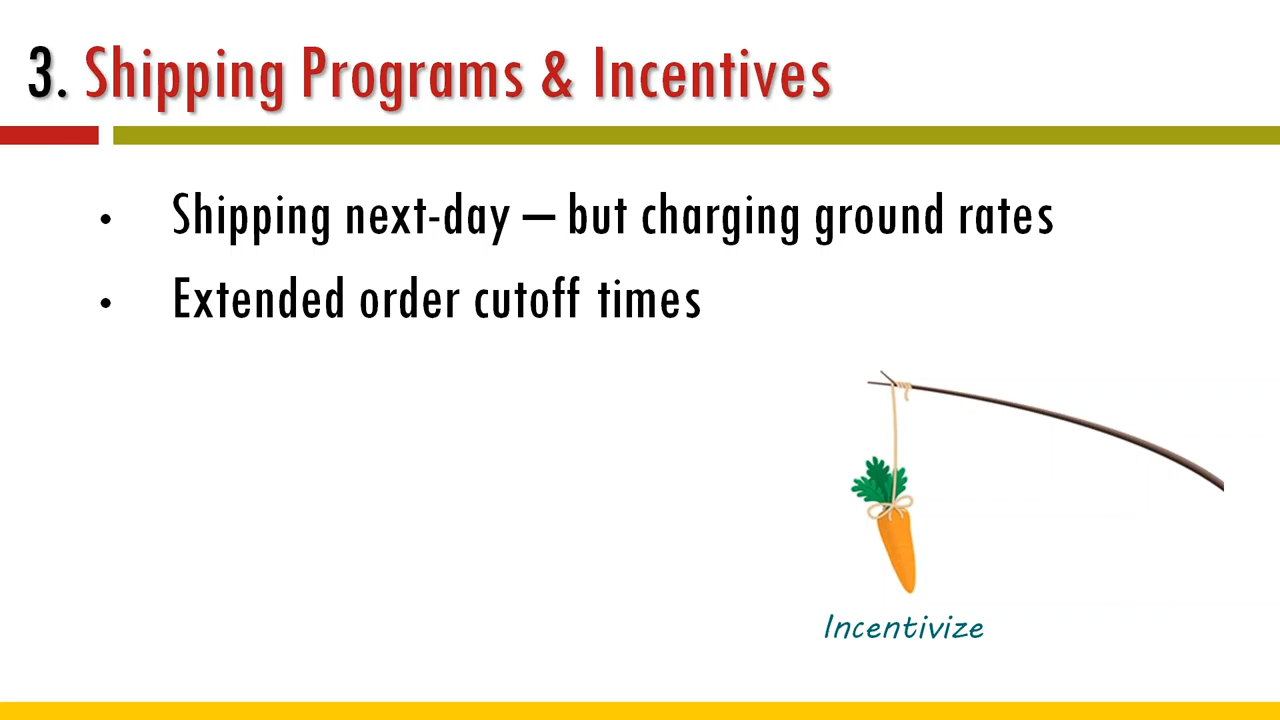 3. Shipping Programs & Incentives
• Shipping next-day – but charging ground rates
• Extended order cutoff times
Incentivize